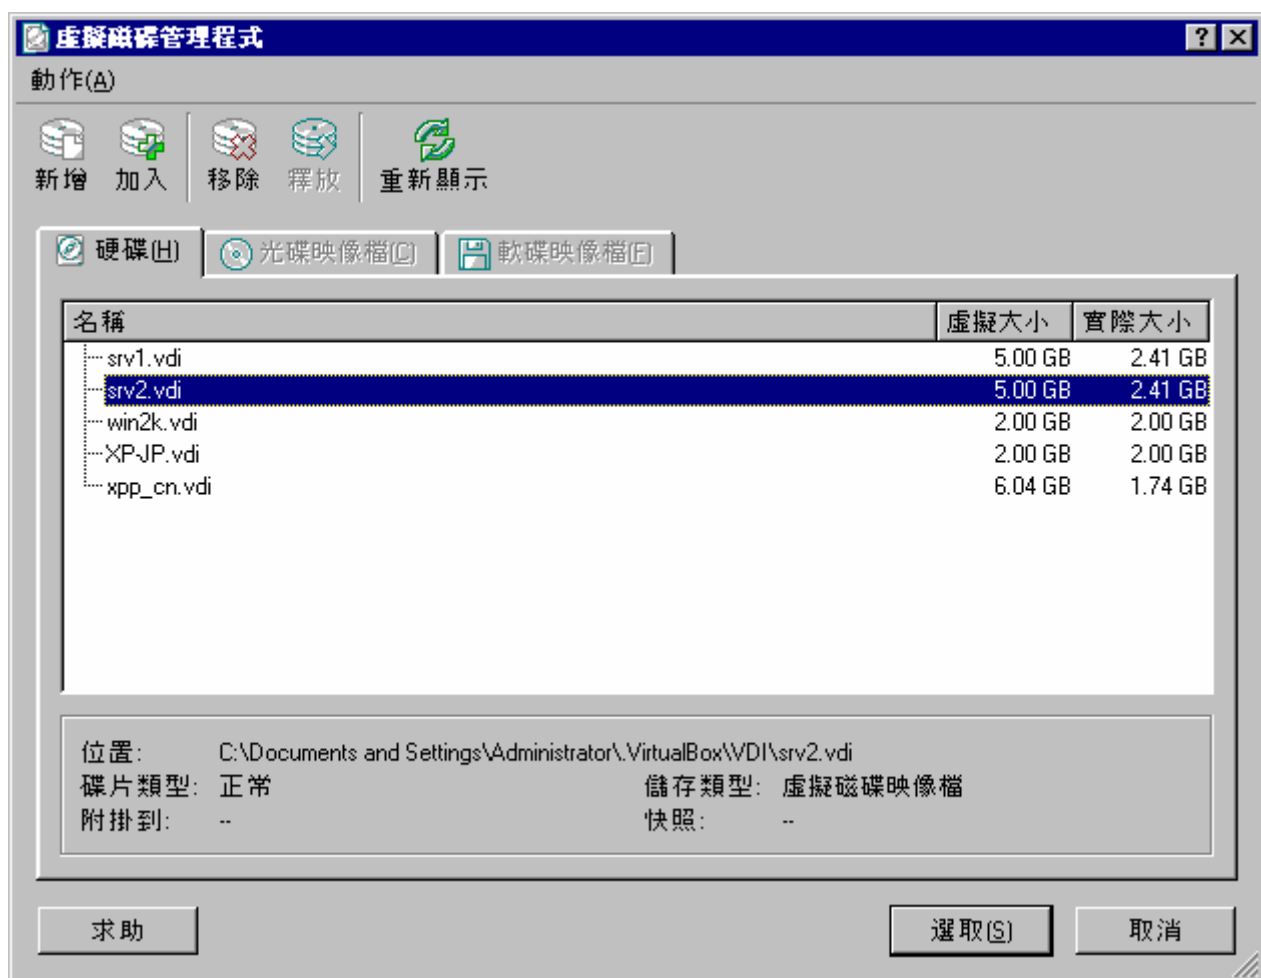 虛擬磁碟管理程式
動作(A)
新增 加入 移除 釋放 重新顯示
硬碟(H) 光碟映像檔(C) 軟碟映像檔(F)
名稱 虛擬大小 實際大小
srv1.vdi 5.00 GB 2.41 GB
srv2.vdi 5.00 GB 2.41 GB
win2k.vdi 2.00 GB 2.00 GB
XP-JP.vdi 2.00 GB 2.00 GB
xpp_cn.vdi 6.04 GB 1.74 GB
位置: C:\Documents and Settings\Administrator\.VirtualBox\VDI\srv2.vdi
碟片類型: 正常 儲存類型: 虛擬磁碟映像檔
附掛到: -- 快照: --
求助 選取(S) 取消